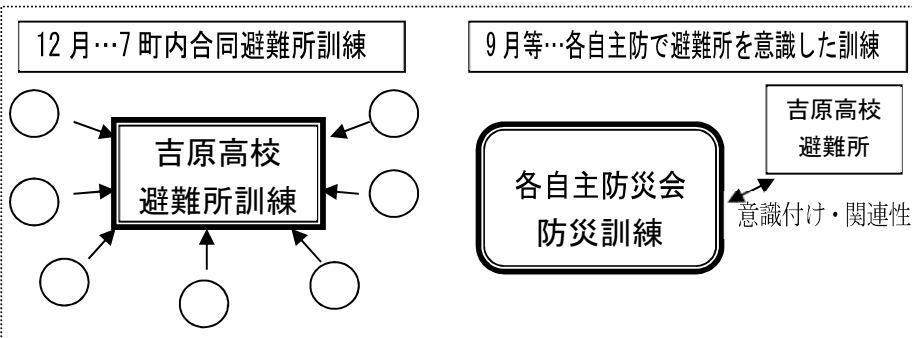 12月…7町内合同避難所訓練
吉原高校
避難所訓練
9月等…各自主防で避難所を意識した訓練
吉原高校
避難所
各自主防災会
防災訓練
意識付け・関連性